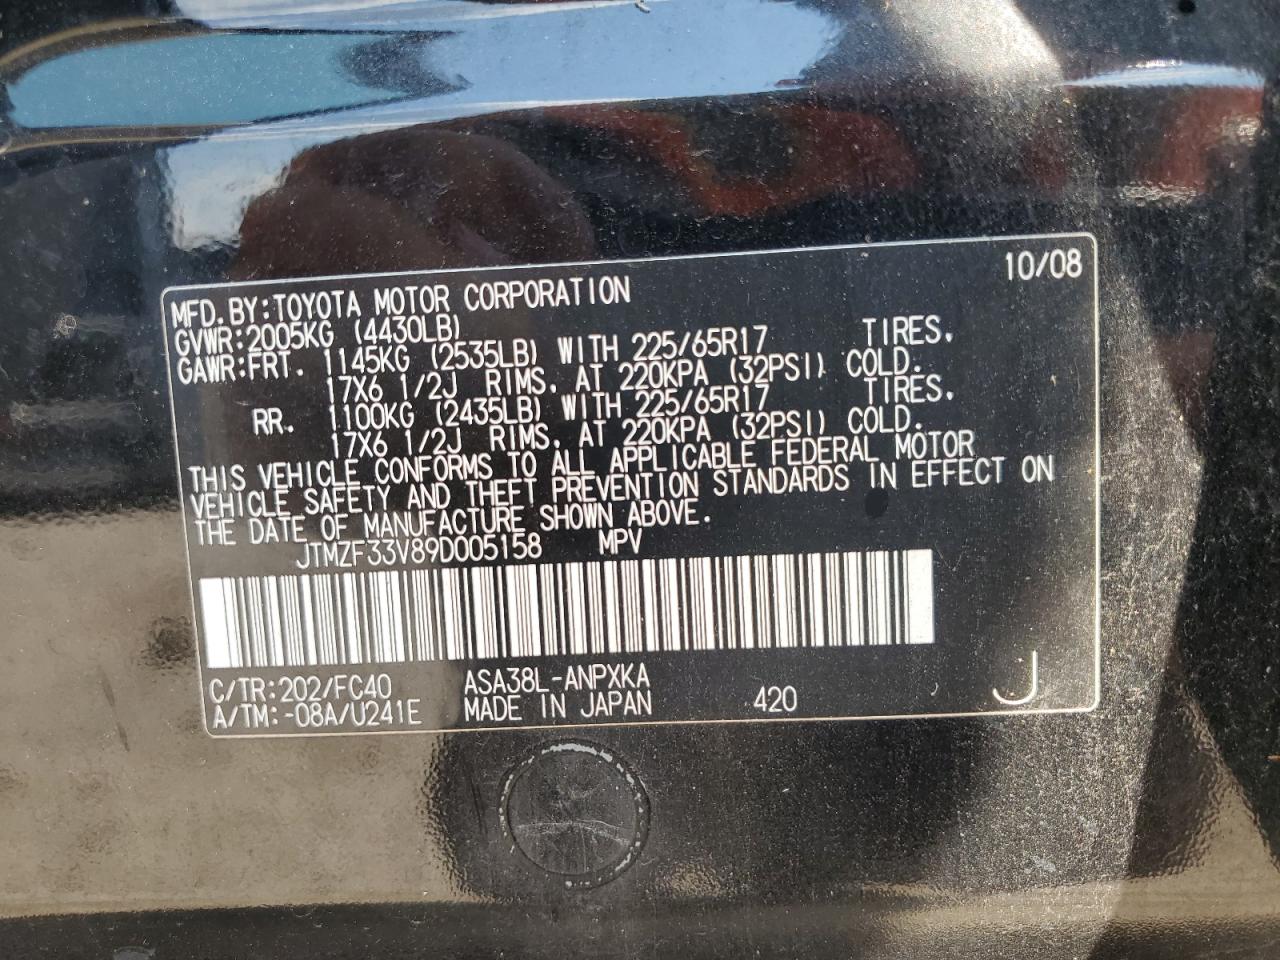 10/08
MFD.BY:TOYOTA MOTOR CORPORATION
GVWR:2005KG (4430LB)
GAWR:FRT. 1145KG (2535LB) WITH 225/65R17 TIRES.
17X6 1/2J RIMS. AT 220KPA (32PSI) COLD.
RR. 1100KG (2435LB) WITH 225/65R17 TIRES.
17X6 1/2J RIMS. AT 220KPA (32PSI) COLD.
THIS VEHICLE CONFORMS TO ALL APPLICABLE FEDERAL MOTOR
VEHICLE SAFETY AND THEFT PREVENTION STANDARDS IN EFFECT ON
THE DATE OF MANUFACTURE SHOWN ABOVE.
JTMZF33V89D005158 MPV
C/TR:202/FC40 ASA38L-ANPXKA
A/TM:-08A/U241E MADE IN JAPAN 420 J